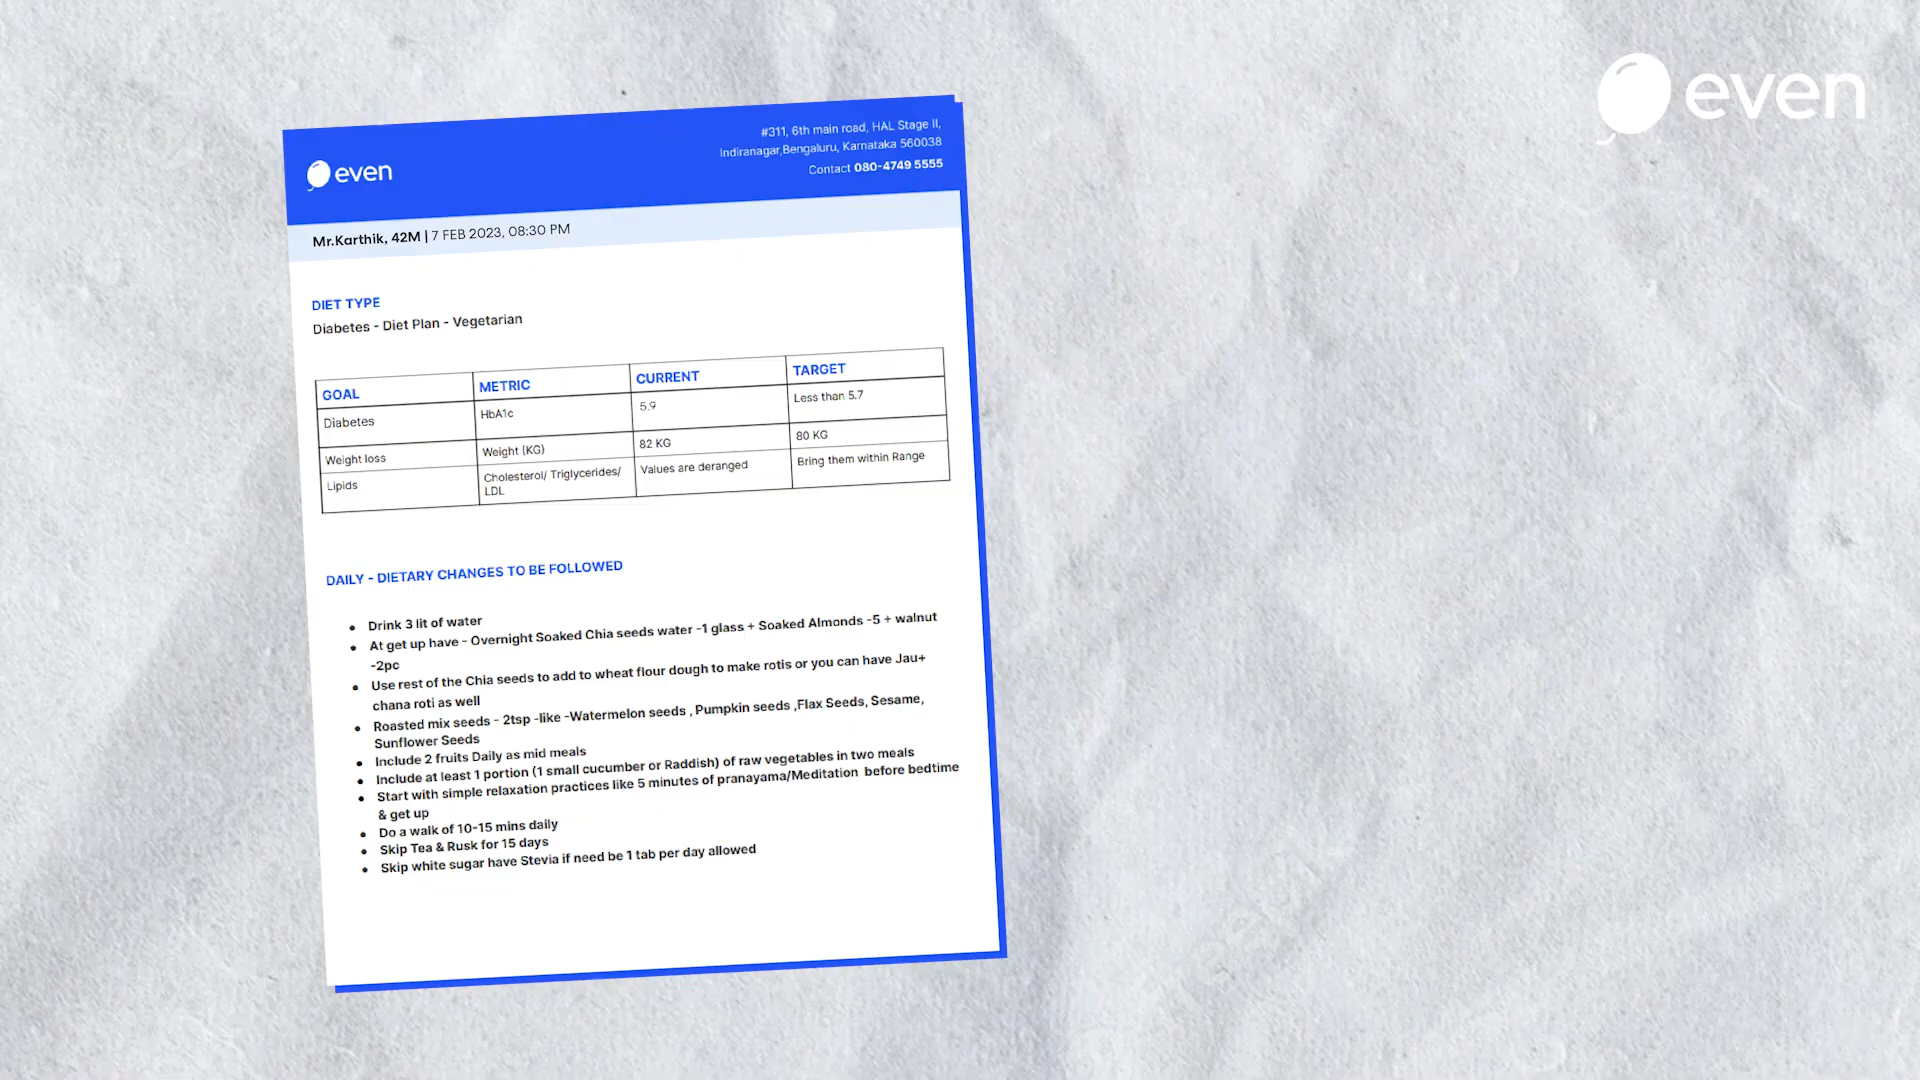 even
even
#311, 6th main road, HAL Stage II,
Indiranagar,Bengaluru, Karnataka 560038
Contact 080-4749 5555
Mr.Karthik, 42M | 7 FEB 2023, 08:30 PM
DIET TYPE
Diabetes - Diet Plan - Vegetarian
GOAL METRIC CURRENT TARGET
Diabetes HbA1c 5.9 Less than 5.7
Weight loss Weight (KG) 82 KG 80 KG
Lipids Cholesterol/ Triglycerides/ Values are deranged Bring them within Range
LDL
DAILY - DIETARY CHANGES TO BE FOLLOWED
• Drink 3 lit of water
• At get up have - Overnight Soaked Chia seeds water -1 glass + Soaked Almonds -5 + walnut
-2pc
• Use rest of the Chia seeds to add to wheat flour dough to make rotis or you can have Jau+
chana roti as well
• Roasted mix seeds - 2tsp -like -Watermelon seeds , Pumpkin seeds ,Flax Seeds, Sesame,
Sunflower Seeds
• Include 2 fruits Daily as mid meals
• Include at least 1 portion (1 small cucumber or Raddish) of raw vegetables in two meals
• Start with simple relaxation practices like 5 minutes of pranayama/Meditation before bedtime
& get up
• Do a walk of 10-15 mins daily
• Skip Tea & Rusk for 15 days
• Skip white sugar have Stevia if need be 1 tab per day allowed